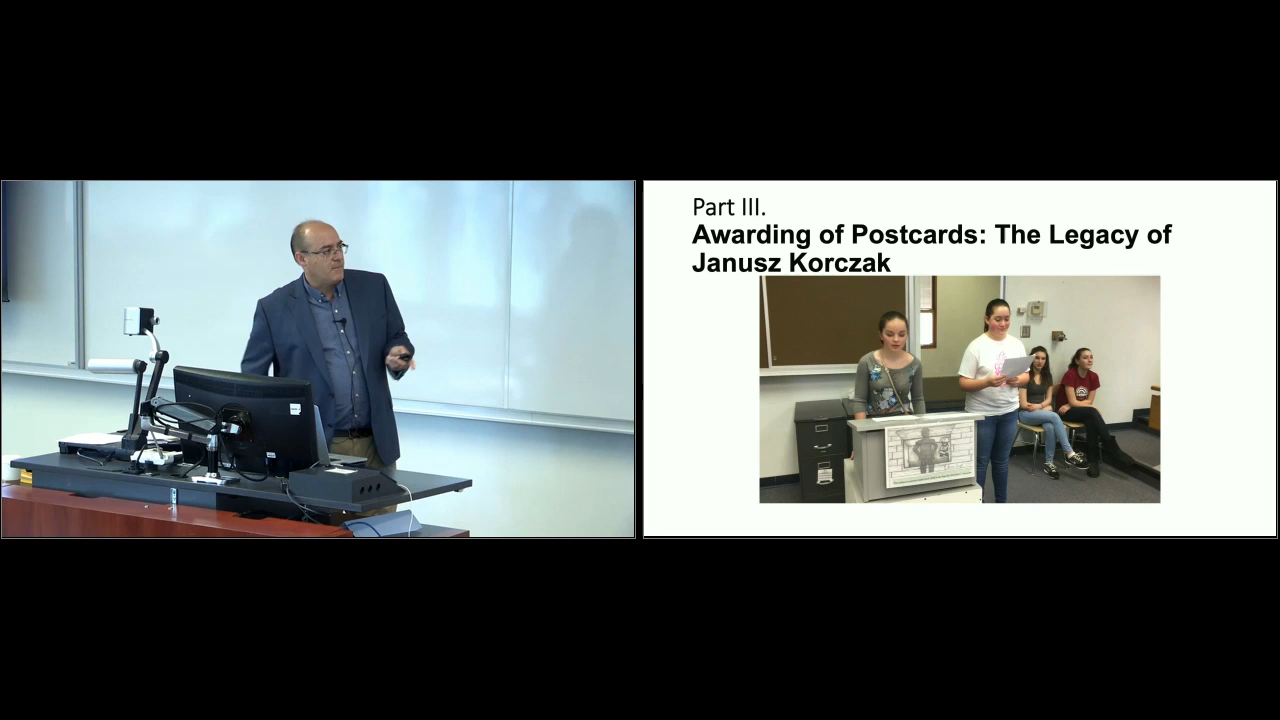 Part III.
Awarding of Postcards: The Legacy of
Janusz Korczak